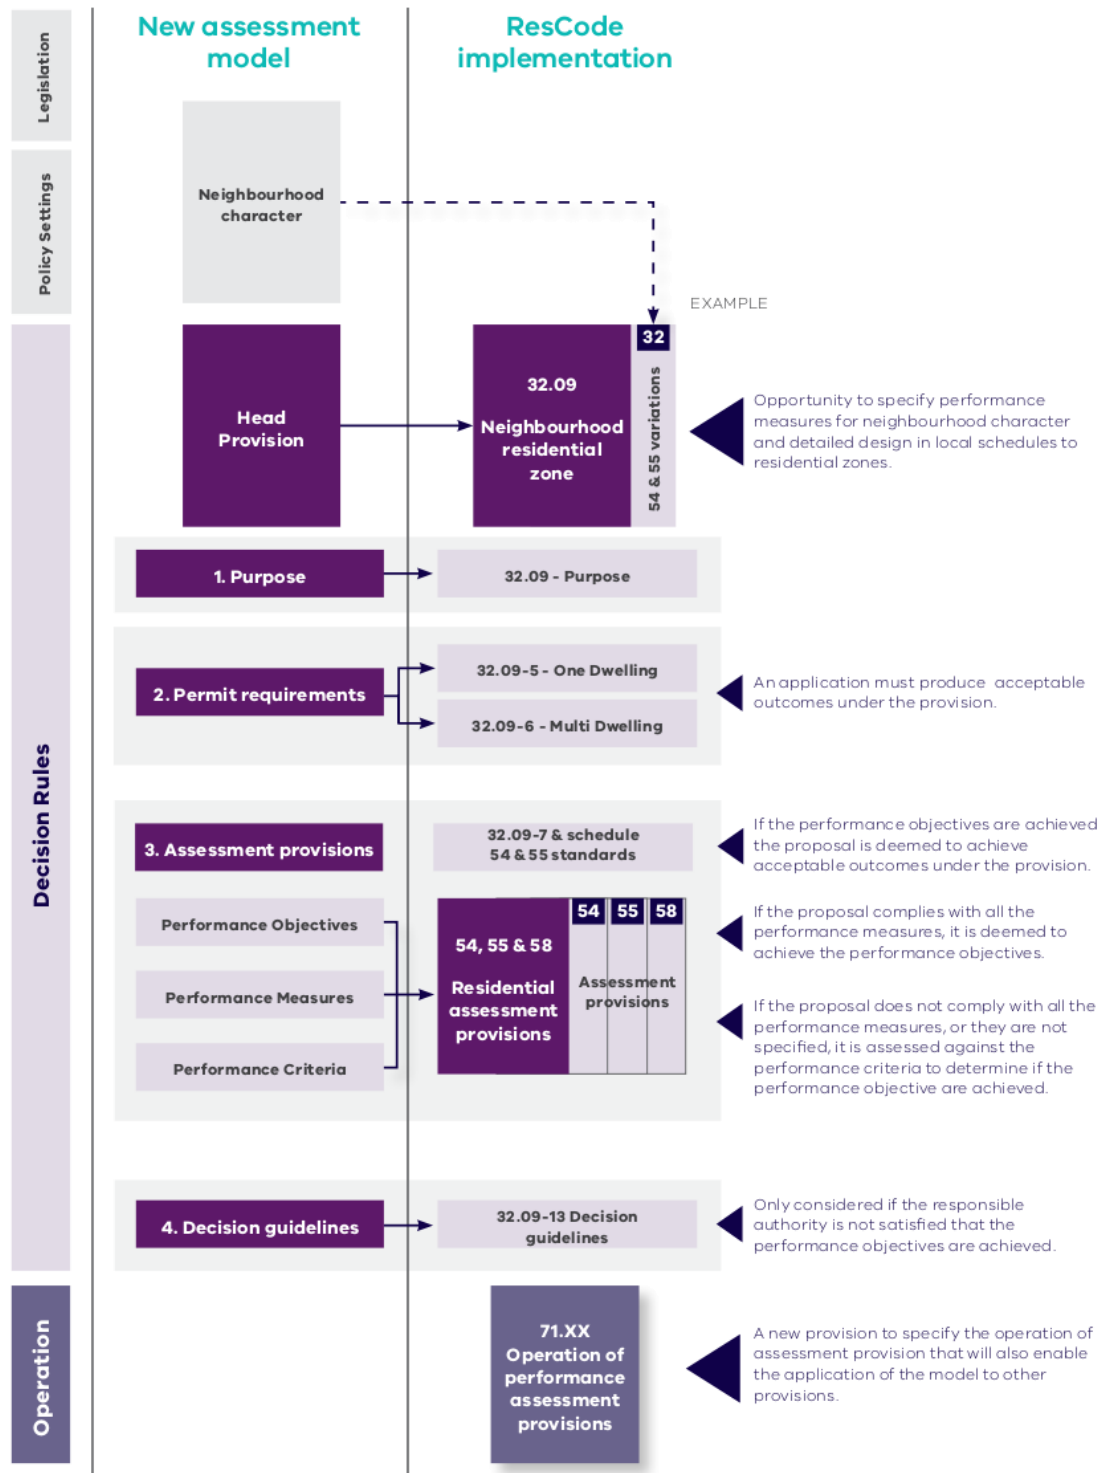 New assessment
model
ResCode
implementation
Legislation
Policy Settings
Neighbourhood
character
EXAMPLE
Decision Rules
Head
Provision
32.09
Neighbourhood
residential
zone
32
54 & 55 variations
Opportunity to specify performance
measures for neighbourhood character
and detailed design in local schedules to
residential zones.
1. Purpose
32.09 - Purpose
2. Permit requirements
32.09-5 - One Dwelling
32.09-6 - Multi Dwelling
An application must produce acceptable
outcomes under the provision.
3. Assessment provisions
32.09-7 & schedule
54 & 55 standards
If the performance objectives are achieved
the proposal is deemed to achieve
acceptable outcomes under the provision.
Performance Objectives
Performance Measures
Performance Criteria
54, 55 & 58
Residential
assessment
provisions
54 55 58
Assessment
provisions
If the proposal complies with all the
performance measures, it is deemed to
achieve the performance objectives.
If the proposal does not comply with all the
performance measures, or they are not
specified, it is assessed against the
performance criteria to determine if the
performance objective are achieved.
4. Decision guidelines
32.09-13 Decision
guidelines
Only considered if the responsible
authority is not satisfied that the
performance objectives are achieved.
Operation
71.XX
Operation of
performance
assessment
provisions
A new provision to specify the operation of
assessment provision that will also enable
the application of the model to other
provisions.